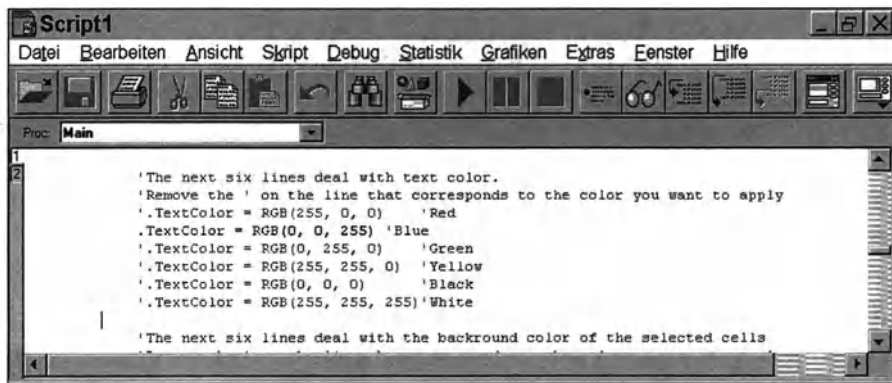 Script1
Datei Bearbeiten Ansicht Skript Debug Statistik Grafiken Extras Fenster Hilfe
Proc: Main
1
2
'The next six lines deal with text color.
'Remove the ' on the line that corresponds to the color you want to apply
'.TextColor = RGB(255, 0, 0) 'Red
.TextColor = RGB(0, 0, 255) 'Blue
'.TextColor = RGB(0, 255, 0) 'Green
'.TextColor = RGB(255, 255, 0) 'Yellow
'.TextColor = RGB(0, 0, 0) 'Black
'.TextColor = RGB(255, 255, 255) 'White
'The next six lines deal with the backround color of the selected cells